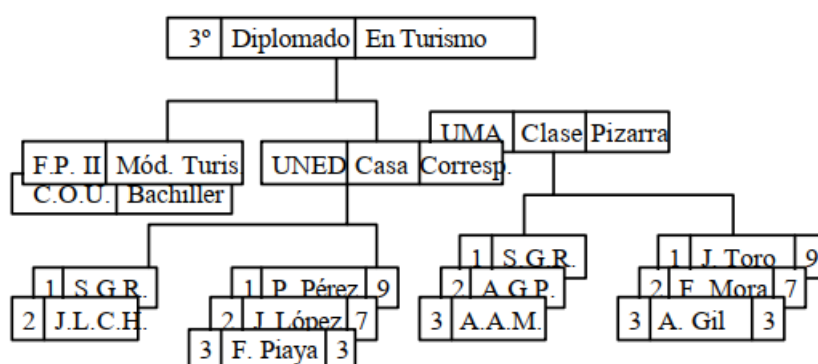 3º Diplomado En Turismo
UMA Clase Pizarra
F.P. II Mód. Turis. UNED Casa Corresp.
C.O.U. Bachiller
1 S.G.R. 1 P. Pérez 9 1 S.G.R. 1 J. Toro 9
2 J.L.C.H. 2 J. López 7 2 A.G.P. 2 F. Mora 7
3 F. Piaya 3 3 A.A.M. 3 A. Gil 3